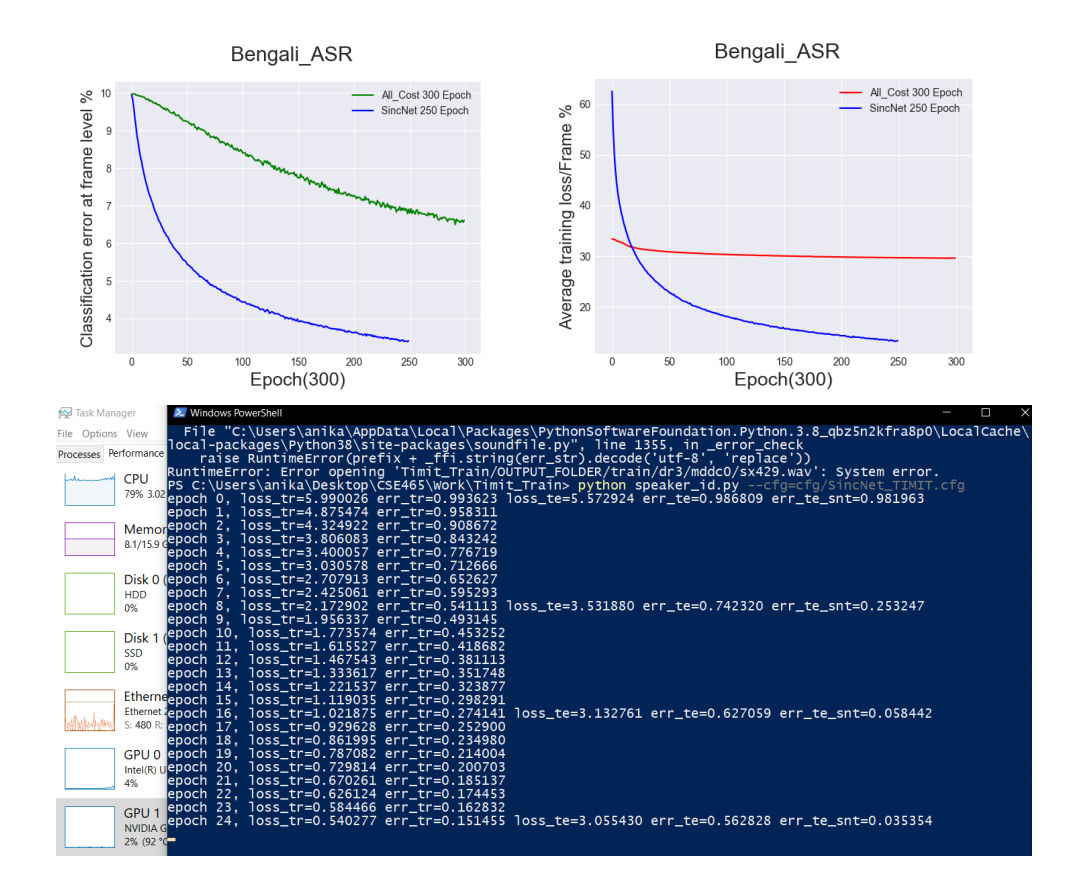 Bengali_ASR
Classification error at frame level %
10
9
8
7
6
5
4
All_Cost 300 Epoch
SincNet 250 Epoch
0 50 100 150 200 250 300
Epoch(300)
Bengali_ASR
Average training loss/Frame %
60
50
40
30
20
All_Cost 300 Epoch
SincNet 250 Epoch
0 50 100 150 200 250 300
Epoch(300)
Task Manager
File Options View
Processes Performance
CPU
79% 3.02
Memor
8.1/15.9 G
Disk 0 (
HDD
0%
Disk 1 (
SSD
0%
Etherne
Ethernet
S: 480 R:
GPU 0
Intel(R) U
4%
GPU 1
NVIDIA G
2% (92 °C
Windows PowerShell
File "C:\Users\anika\AppData\Local\Packages\PythonSoftwareFoundation.Python.3.8_qbz5n2kfra8p0\LocalCache\
local-packages\Python38\site-packages\soundfile.py", line 1355, in _error_check
raise RuntimeError(prefix + _ffi.string(err_str).decode('utf-8', 'replace'))
RuntimeError: Error opening 'Timit_Train/OUTPUT_FOLDER/train/dr3/mddc0/sx429.wav': System error.
PS C:\Users\anika\Desktop\CSE465\Work\Timit_Train> python speaker_id.py --cfg=cfg/SincNet_TIMIT.cfg
epoch 0, loss_tr=5.990026 err_tr=0.993623 loss_te=5.572924 err_te=0.986809 err_te_snt=0.981963
epoch 1, loss_tr=4.875474 err_tr=0.958311
epoch 2, loss_tr=4.324922 err_tr=0.908672
epoch 3, loss_tr=3.806083 err_tr=0.843242
epoch 4, loss_tr=3.400057 err_tr=0.776719
epoch 5, loss_tr=3.030578 err_tr=0.712666
epoch 6, loss_tr=2.707913 err_tr=0.652627
epoch 7, loss_tr=2.425061 err_tr=0.595293
epoch 8, loss_tr=2.172902 err_tr=0.541113 loss_te=3.531880 err_te=0.742320 err_te_snt=0.253247
epoch 9, loss_tr=1.956337 err_tr=0.493145
epoch 10, loss_tr=1.773574 err_tr=0.453252
epoch 11, loss_tr=1.615527 err_tr=0.418682
epoch 12, loss_tr=1.467543 err_tr=0.381113
epoch 13, loss_tr=1.333617 err_tr=0.351748
epoch 14, loss_tr=1.221537 err_tr=0.323877
epoch 15, loss_tr=1.119035 err_tr=0.298291
epoch 16, loss_tr=1.021875 err_tr=0.274141 loss_te=3.132761 err_te=0.627059 err_te_snt=0.058442
epoch 17, loss_tr=0.929628 err_tr=0.252900
epoch 18, loss_tr=0.861995 err_tr=0.234980
epoch 19, loss_tr=0.787082 err_tr=0.214004
epoch 20, loss_tr=0.729814 err_tr=0.200703
epoch 21, loss_tr=0.670261 err_tr=0.185137
epoch 22, loss_tr=0.626124 err_tr=0.174453
epoch 23, loss_tr=0.584466 err_tr=0.162832
epoch 24, loss_tr=0.540277 err_tr=0.151455 loss_te=3.055430 err_te=0.562828 err_te_snt=0.035354